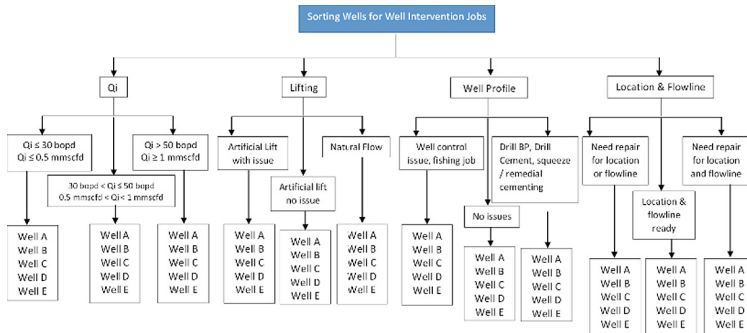 Sorting Wells for Well Intervention Jobs
Qi
Lifting
Well Profile
Location & Flowline
Qi ≤ 30 bopd
Qi ≤ 0.5 mmscfd
30 bopd < Qi ≤ 50 bopd
0.5 mmscfd < Qi < 1 mmscfd
Qi > 50 bopd
Qi ≥ 1 mmscfd
Artificial Lift
with issue
Artificial lift
no issue
Natural Flow
Well control
issue, fishing job
No issues
Drill BP, Drill
Cement, squeeze
/ remedial
cementing
Need repair
for location
or flowline
Location &
flowline
ready
Need repair
for location
and flowline
Well A
Well B
Well C
Well D
Well E
Well A
Well B
Well C
Well D
Well E
Well A
Well B
Well C
Well D
Well E
Well A
Well B
Well C
Well D
Well E
Well A
Well B
Well C
Well D
Well E
Well A
Well B
Well C
Well D
Well E
Well A
Well B
Well C
Well D
Well E
Well A
Well B
Well C
Well D
Well E
Well A
Well B
Well C
Well D
Well E
Well A
Well B
Well C
Well D
Well E
Well A
Well B
Well C
Well D
Well E
Well A
Well B
Well C
Well D
Well E